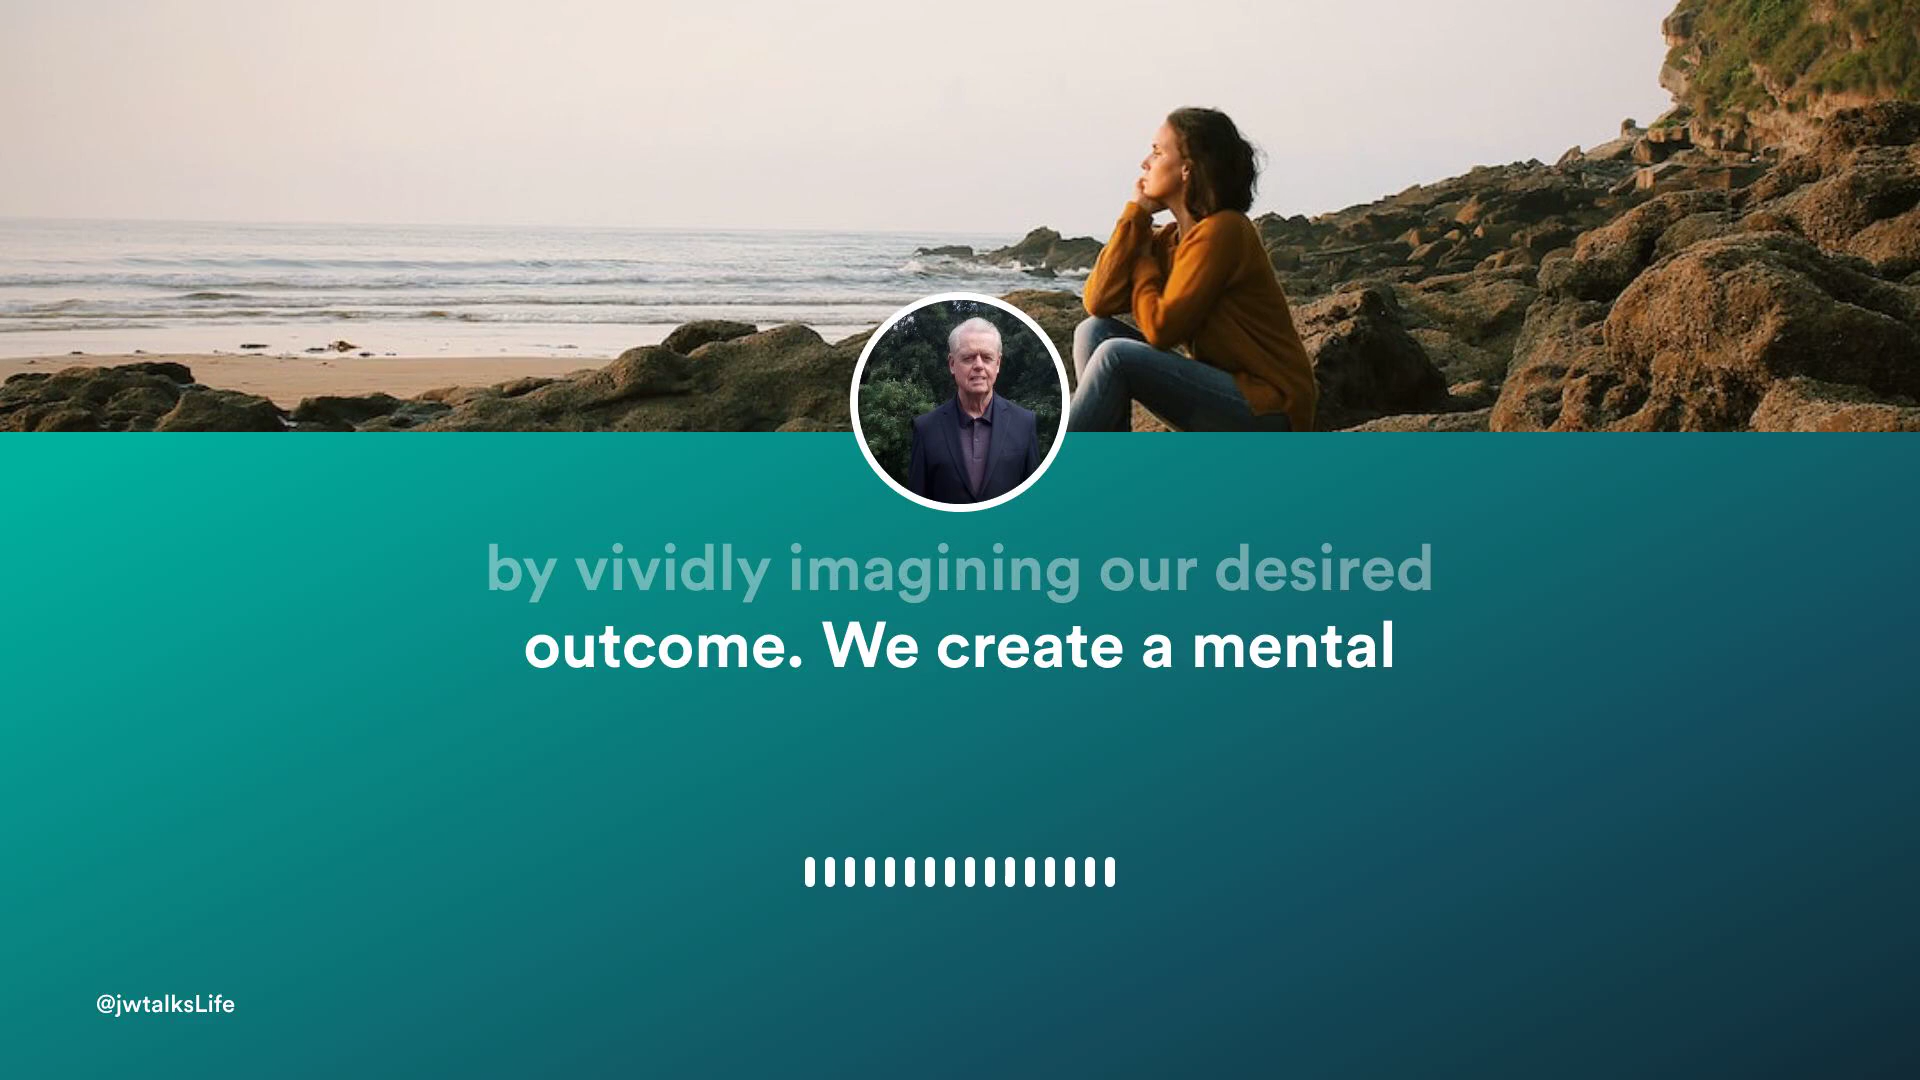 by vividly imagining our desired
outcome. We create a mental
@jwtalksLife